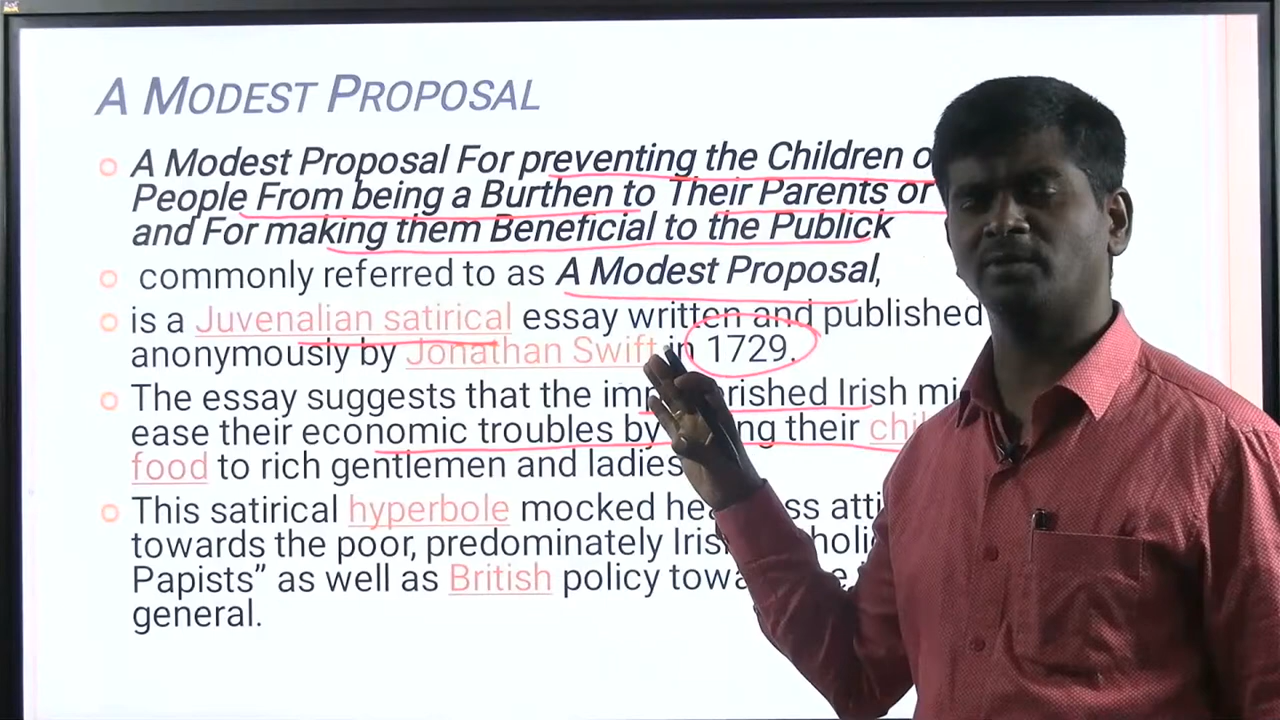 A MODEST PROPOSAL
A Modest Proposal For preventing the Children
People From being a Burthen to Their Parents or
and For making them Beneficial to the Publick
commonly referred to as A Modest Proposal,
is a Juvenalian satirical essay written and published
anonymously by Jonathan Swift in 1729.
The essay suggests that the Irish
ease their economic troubles by their
food to rich gentlemen and ladies
This satirical hyperbole mocked
towards the poor, predominately
Papists” as well as British policy
general.